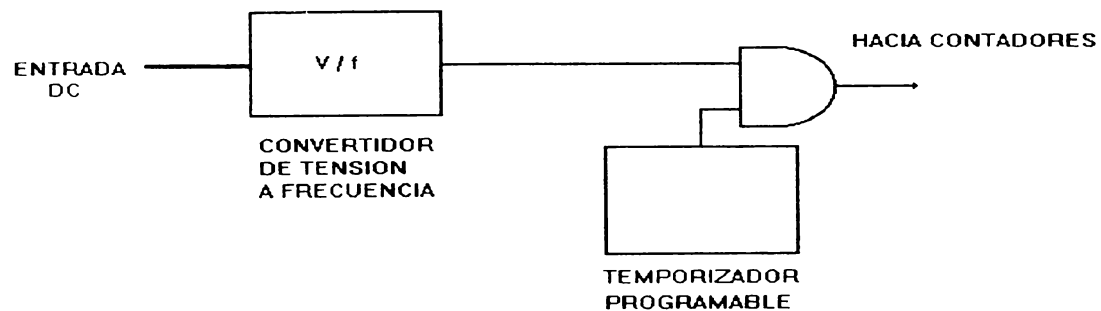 ENTRADA
DC
V / f
CONVERTIDOR
DE TENSION
A FRECUENCIA
HACIA CONTADORES
TEMPORIZADOR
PROGRAMABLE